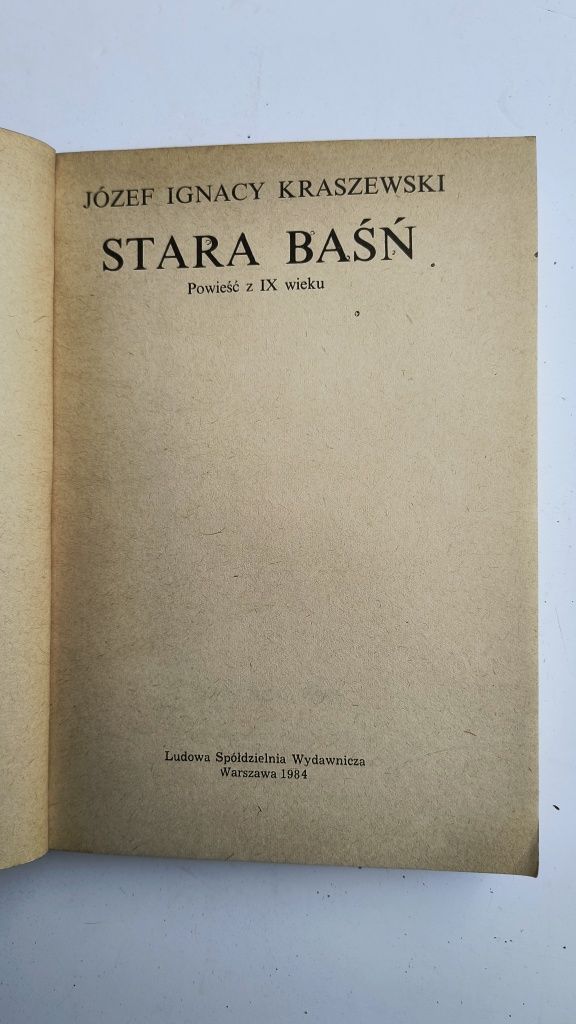 JÓZEF IGNACY KRASZEWSKI
STARA BAŚŃ
Powieść z IX wieku
Ludowa Spółdzielnia Wydawnicza
Warszawa 1984